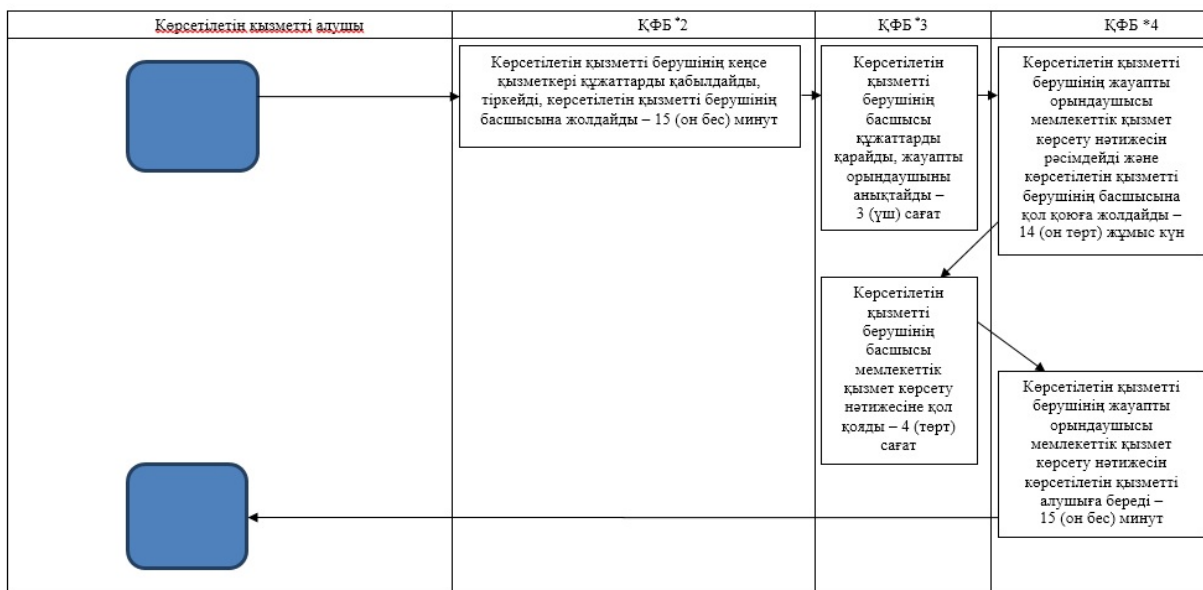 Көрсетілетін қызметті алушы
ҚФБ *2
ҚФБ *3
ҚФБ *4
Көрсетілетін қызметті берушінің кеңсе
қызметкері құжаттарды қабылдайды,
тіркейді, көрсетілетін қызметті берушінің
басшысына жолдайды – 15 (он бес) минут
Көрсетілетін
қызметті
берушінің
басшысы
құжаттарды
қарайды, жауапты
орындаушыны
анықтайды –
3 (үш) сағат
Көрсетілетін қызметті
берушінің жауапты
орындаушысы
мемлекеттік қызмет
көрсету нәтижесін
рәсімдейді және
көрсетілетін қызметті
берушінің басшысына
қол қоюға жолдайды –
14 (он төрт) жұмыс күн
Көрсетілетін
қызметті
берушінің
басшысы
мемлекеттік
қызмет көрсету
нәтижесіне қол
қояды – 4 (төрт)
сағат
Көрсетілетін қызметті
берушінің жауапты
орындаушысы
мемлекеттік қызмет
көрсету нәтижесін
көрсетілетін қызметті
алушыға береді –
15 (он бес) минут